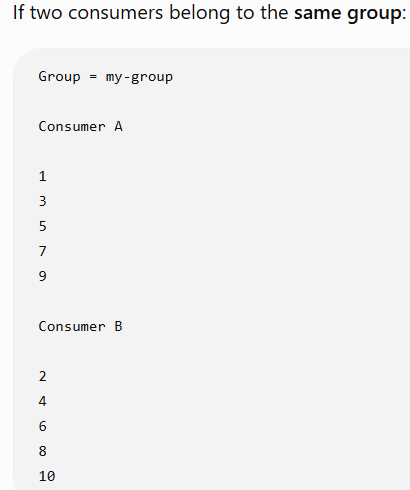 If two consumers belong to the same group:
Group = my-group
Consumer A
1
3
5
7
9
Consumer B
2
4
6
8
10